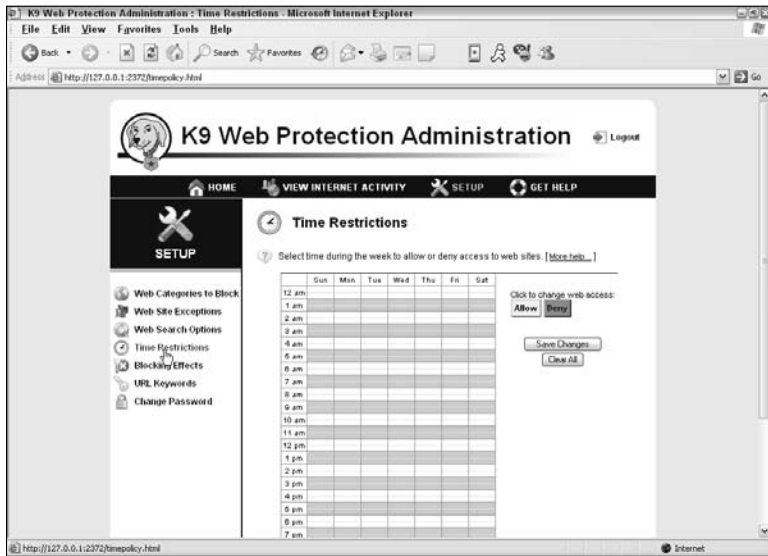 K9 Web Protection Administration : Time Restrictions - Microsoft Internet Explorer
File Edit View Favorites Tools Help
Back Search Favorites
Address http://127.0.0.1:2372/timepolicy.html Go
K9 Web Protection Administration Logout
HOME VIEW INTERNET ACTIVITY SETUP GET HELP
SETUP
Web Categories to Block
Web Site Exceptions
Web Search Options
Time Restrictions
Blocking Effects
URL Keywords
Change Password
Time Restrictions
Select time during the week to allow or deny access to web sites. [More help... ]
Sun Mon Tue Wed Thu Fri Sat
12 am
1 am
2 am
3 am
4 am
5 am
6 am
7 am
8 am
9 am
10 am
11 am
12 pm
1 pm
2 pm
3 pm
4 pm
5 pm
6 pm
7 pm
Click to change web access:
Allow Deny
Save Changes
Clear All
http://127.0.0.1:2372/timepolicy.html Internet